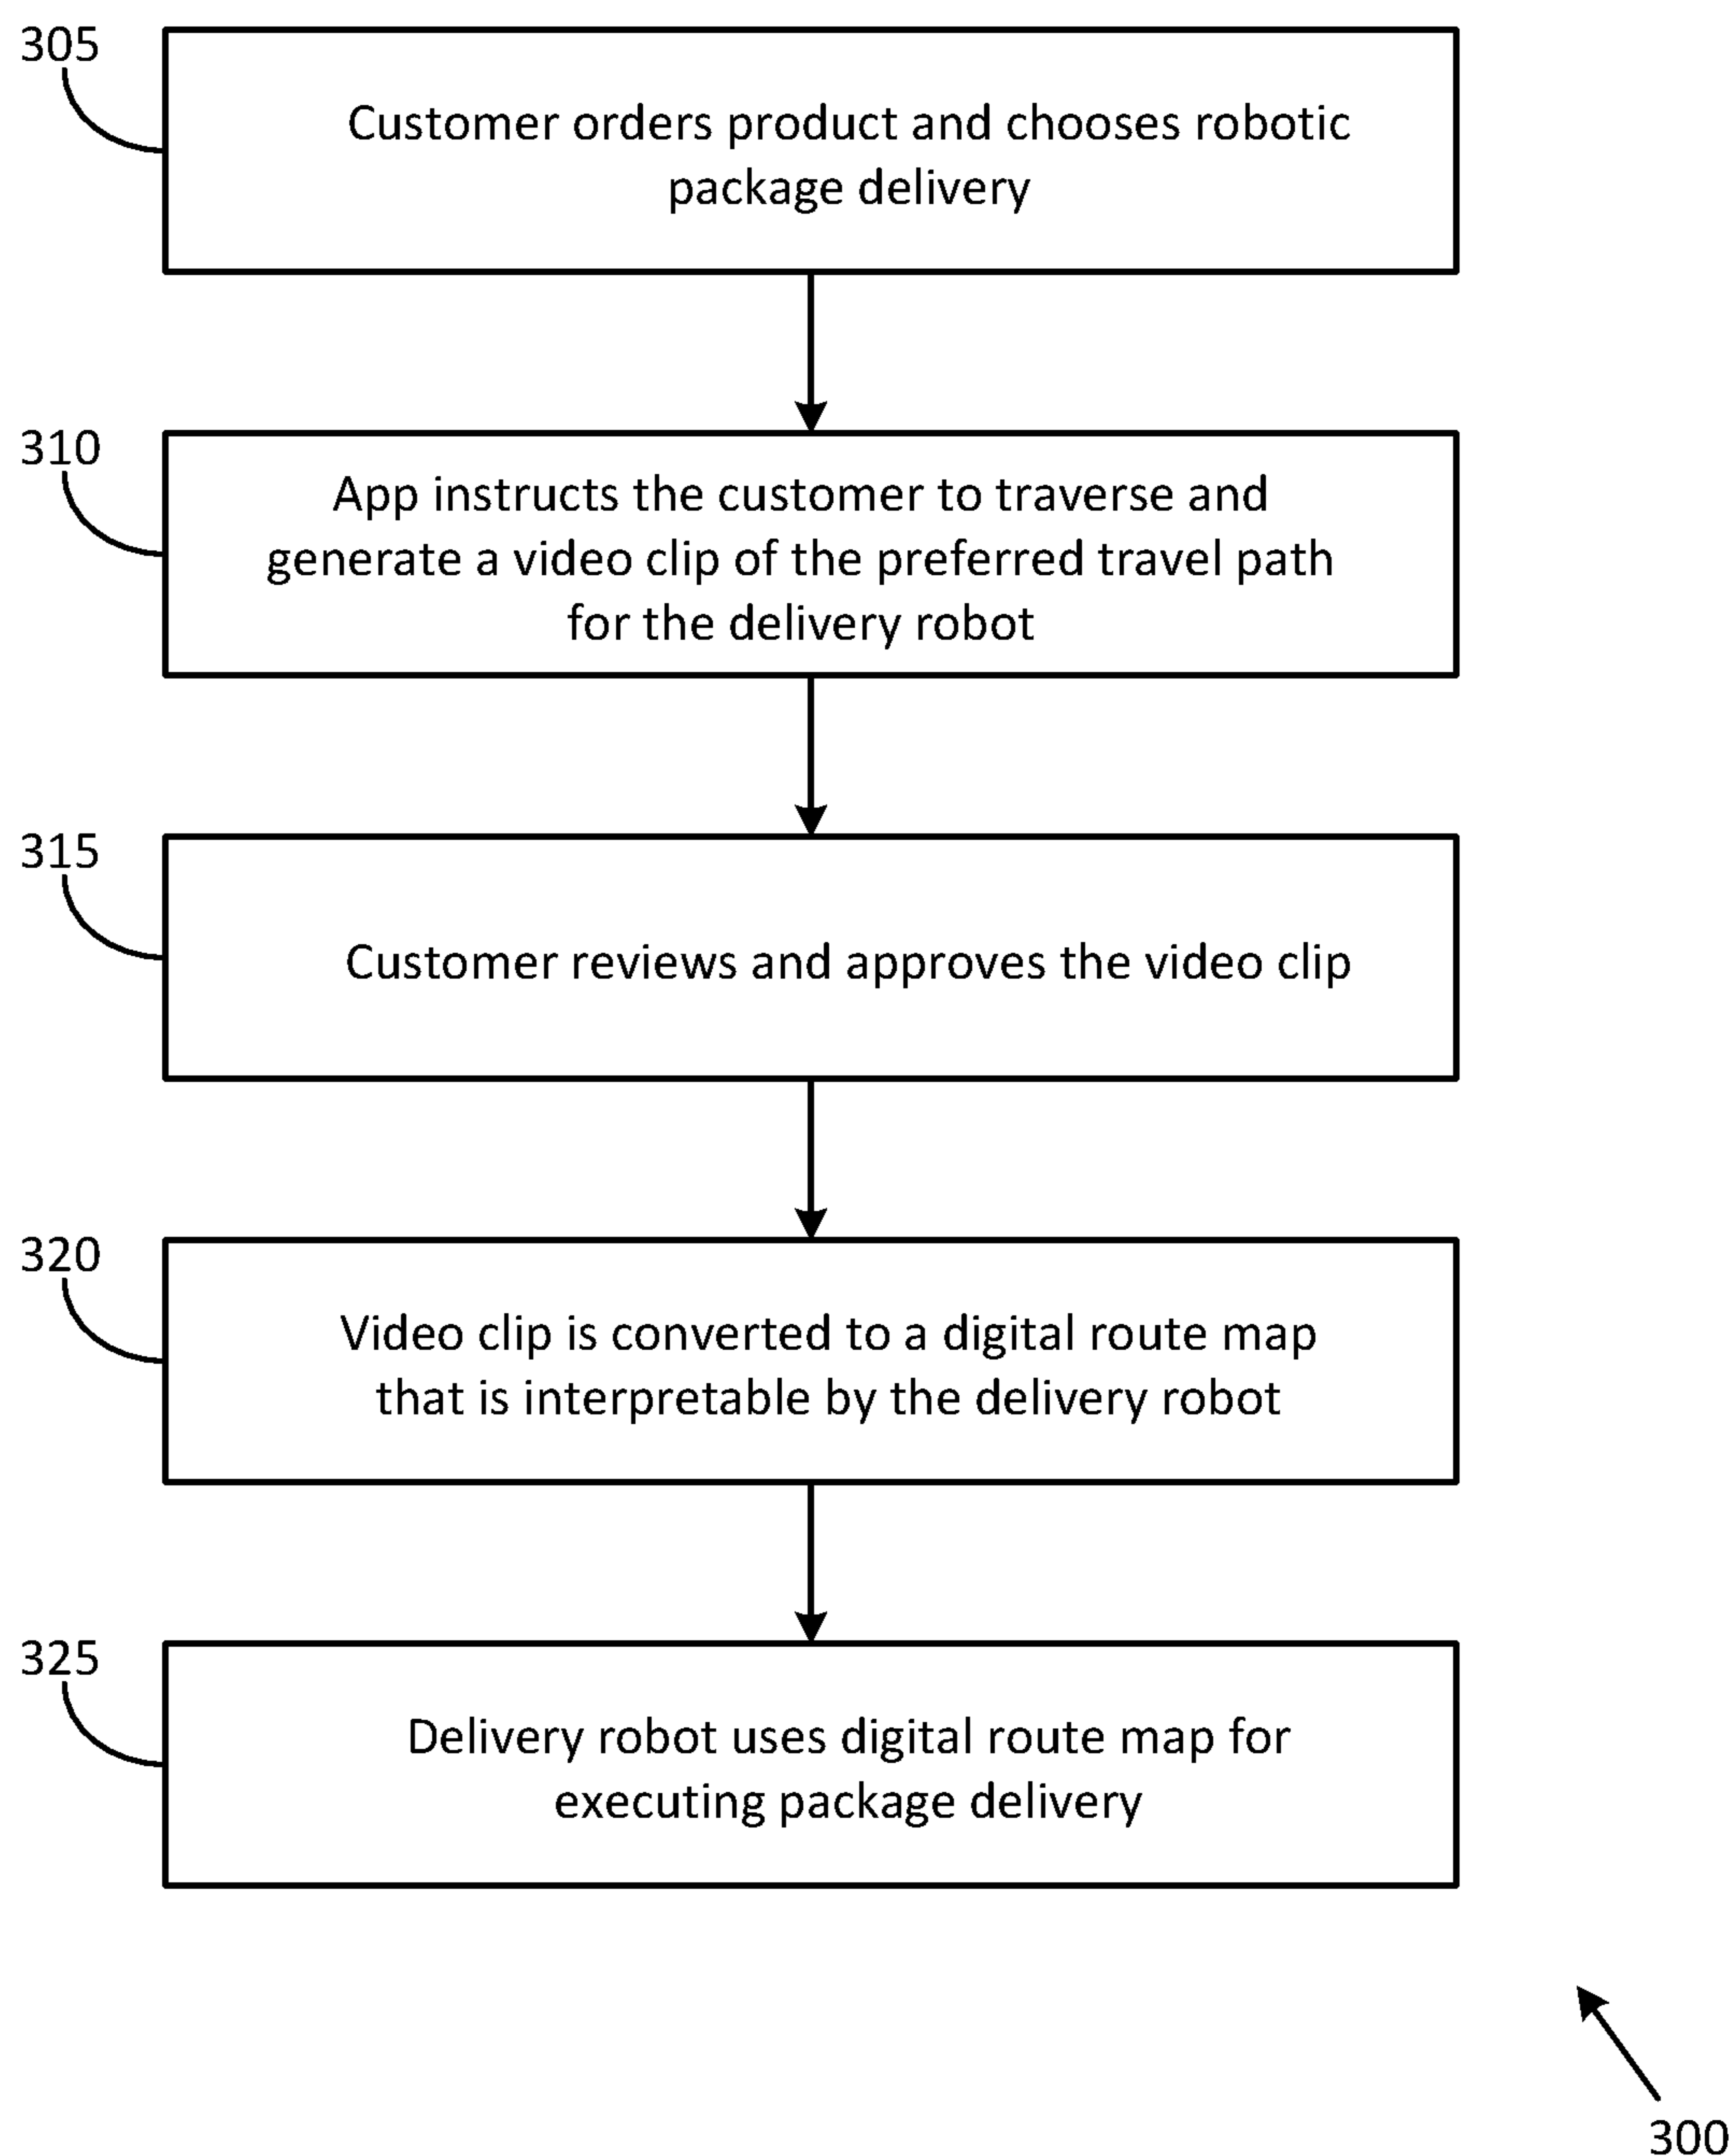 305
Customer orders product and chooses robotic
package delivery
310
App instructs the customer to traverse and
generate a video clip of the preferred travel path
for the delivery robot
315
Customer reviews and approves the video clip
320
Video clip is converted to a digital route map
that is interpretable by the delivery robot
325
Delivery robot uses digital route map for
executing package delivery
300